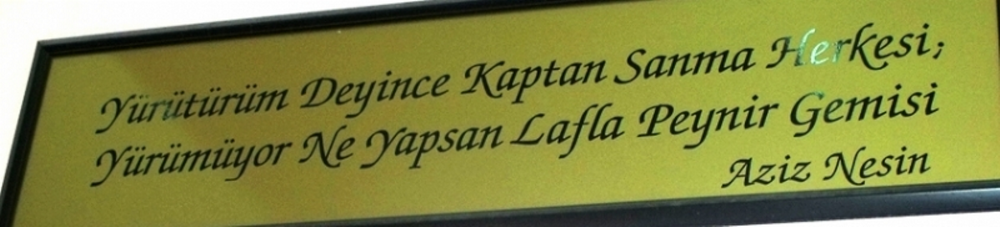 Yürütürüm Deyince Kaptan Sanma Herkesi;
Yürümüyor Ne Yapsan Lafla Peynir Gemisi
Aziz Nesin